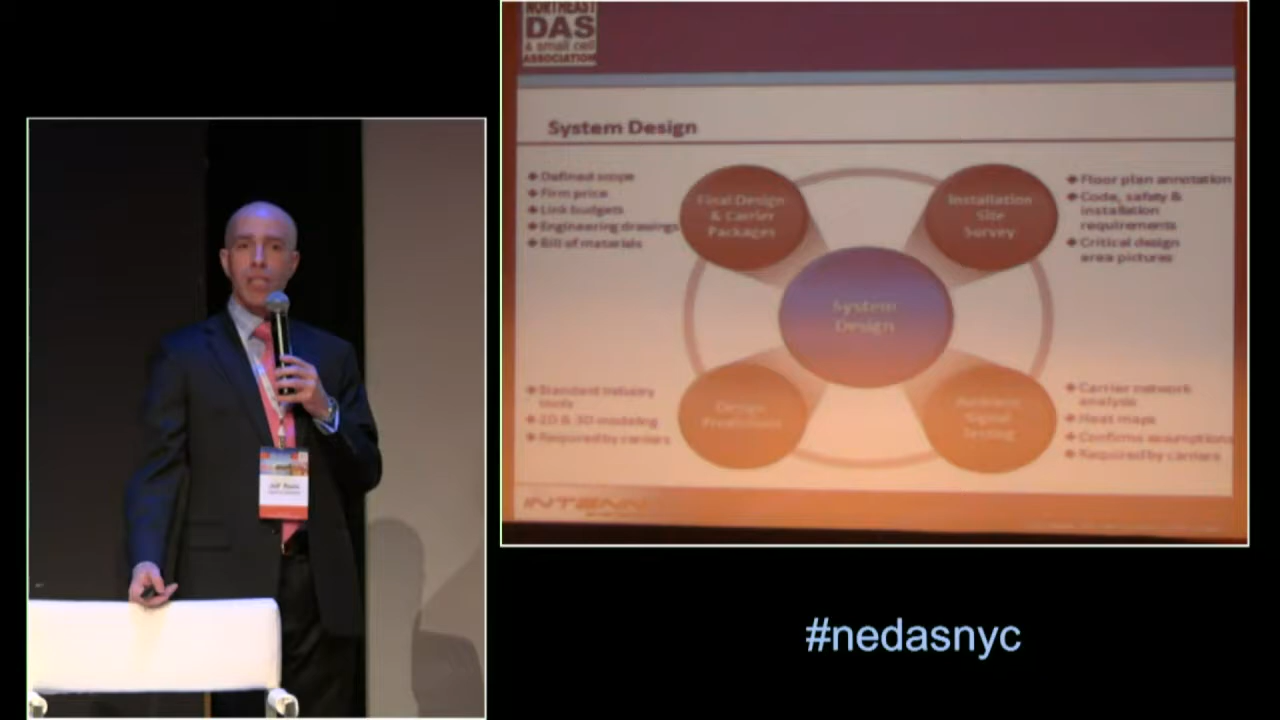 NORTHEAST
DAS
& small cell
ASSOCIATION
System Design
Defined scope
Firm price
Link budgets
Engineering drawings
Bill of materials
Final Design
& Carrier
Packages
Installation
Site
Survey
Floor plan annotation
Code, safety &
installation
requirements
Critical design
area pictures
System
Design
Standard industry
tools
2D & 3D modeling
Required by carriers
Design
Predictions
Signal
Testing
Carrier network
analysis
Heat maps
Confirms assumptions
Required by carriers
#nedasnyc